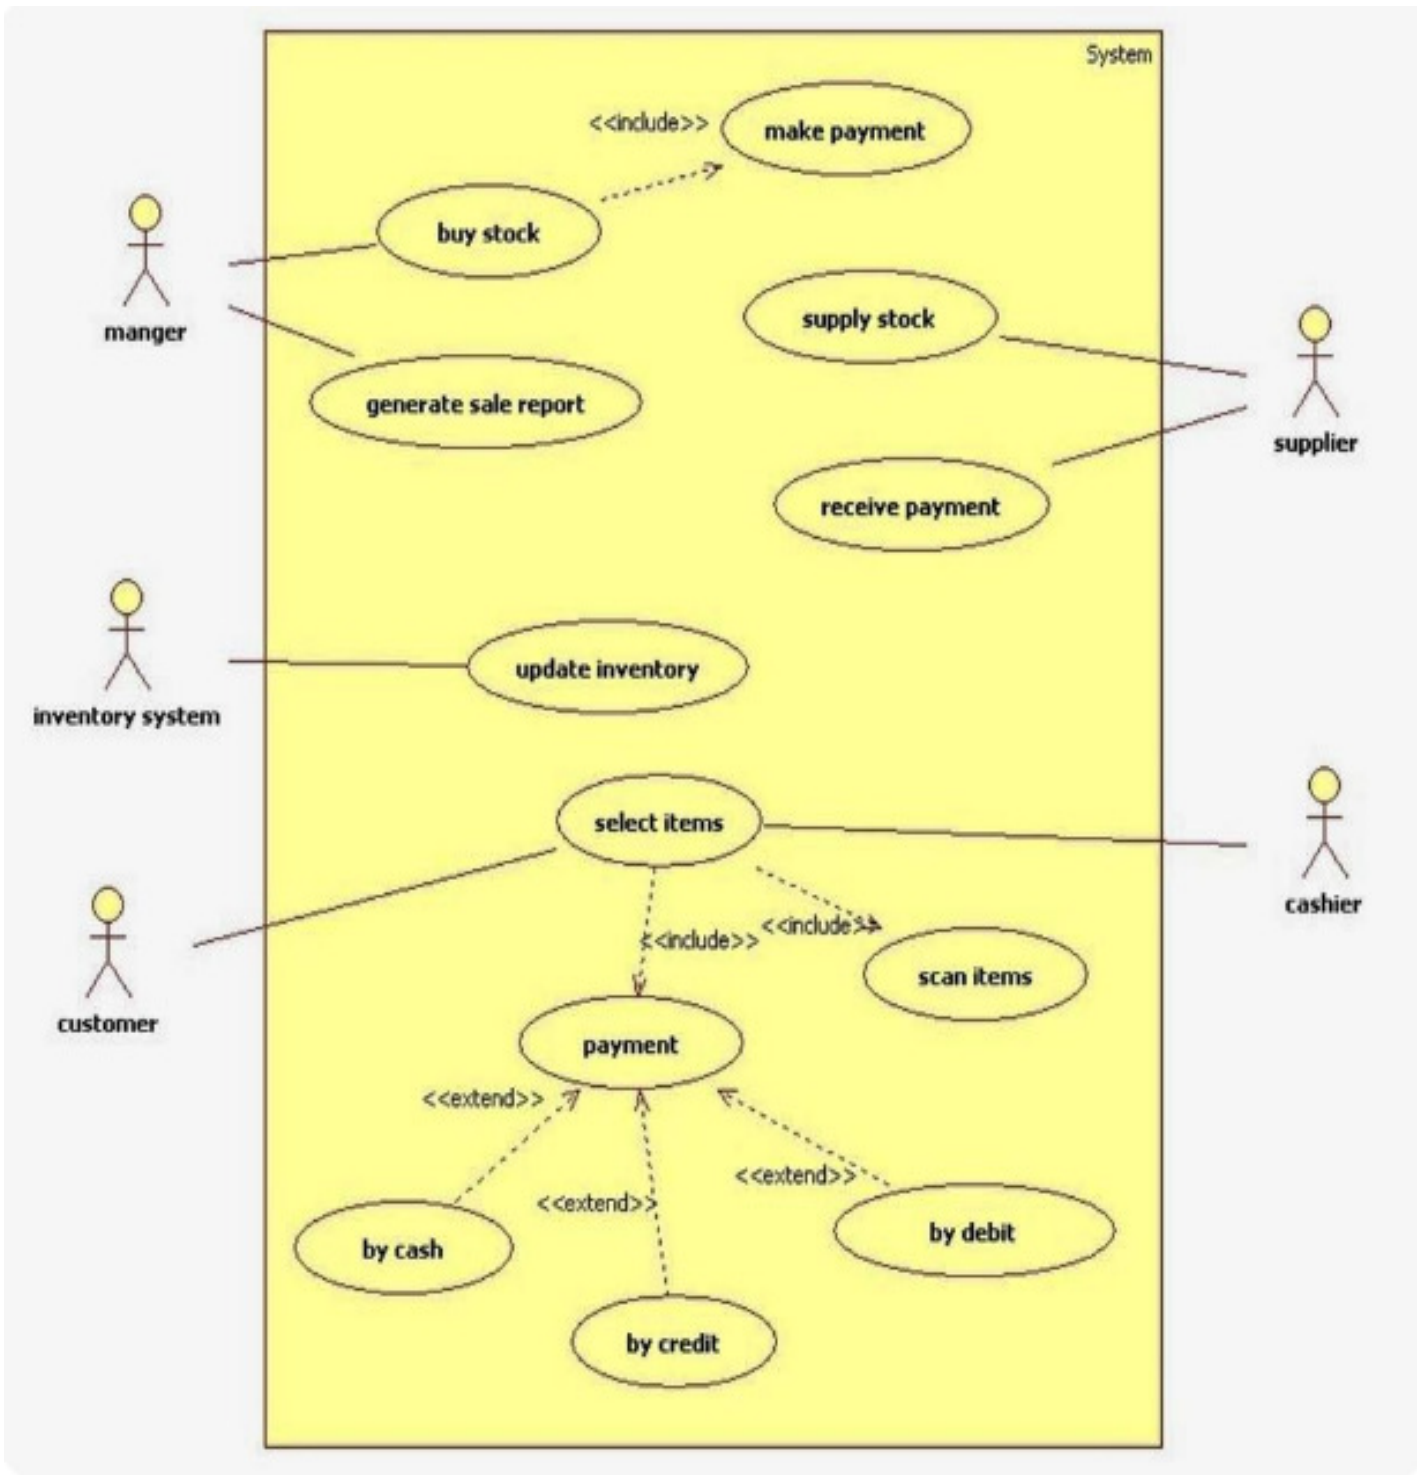 System
<<include>>
make payment
buy stock
manger
supply stock
generate sale report
supplier
receive payment
update inventory
inventory system
select items
cashier
<<include>>
<<include>>
scan items
customer
payment
<<extend>>
<<extend>>
<<extend>>
by debit
by cash
by credit